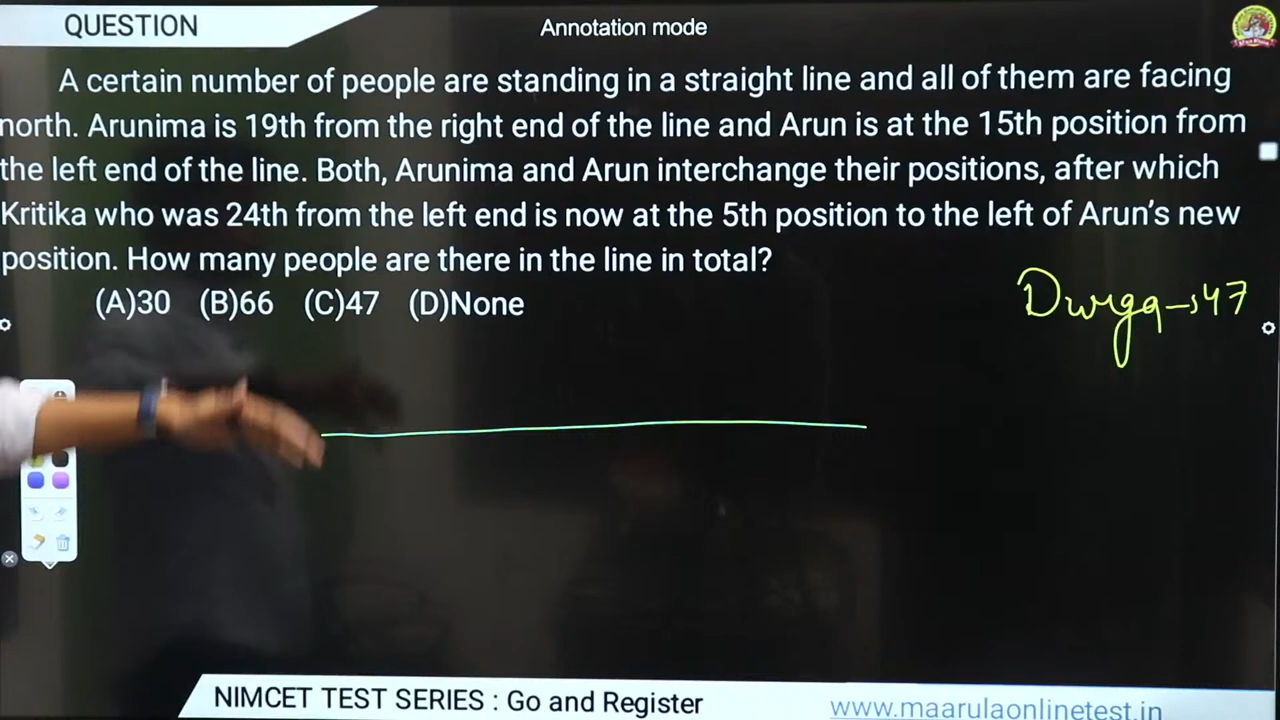 QUESTION
Annotation mode
A certain number of people are standing in a straight line and all of them are facing
north. Arunima is 19th from the right end of the line and Arun is at the 15th position from
the left end of the line. Both, Arunima and Arun interchange their positions, after which
Kritika who was 24th from the left end is now at the 5th position to the left of Arun's new
position. How many people are there in the line in total?
(A)30 (B)66 (C)47 (D)None
Durga→47
NIMCET TEST SERIES : Go and Register
www.maarulaonlinetest.in